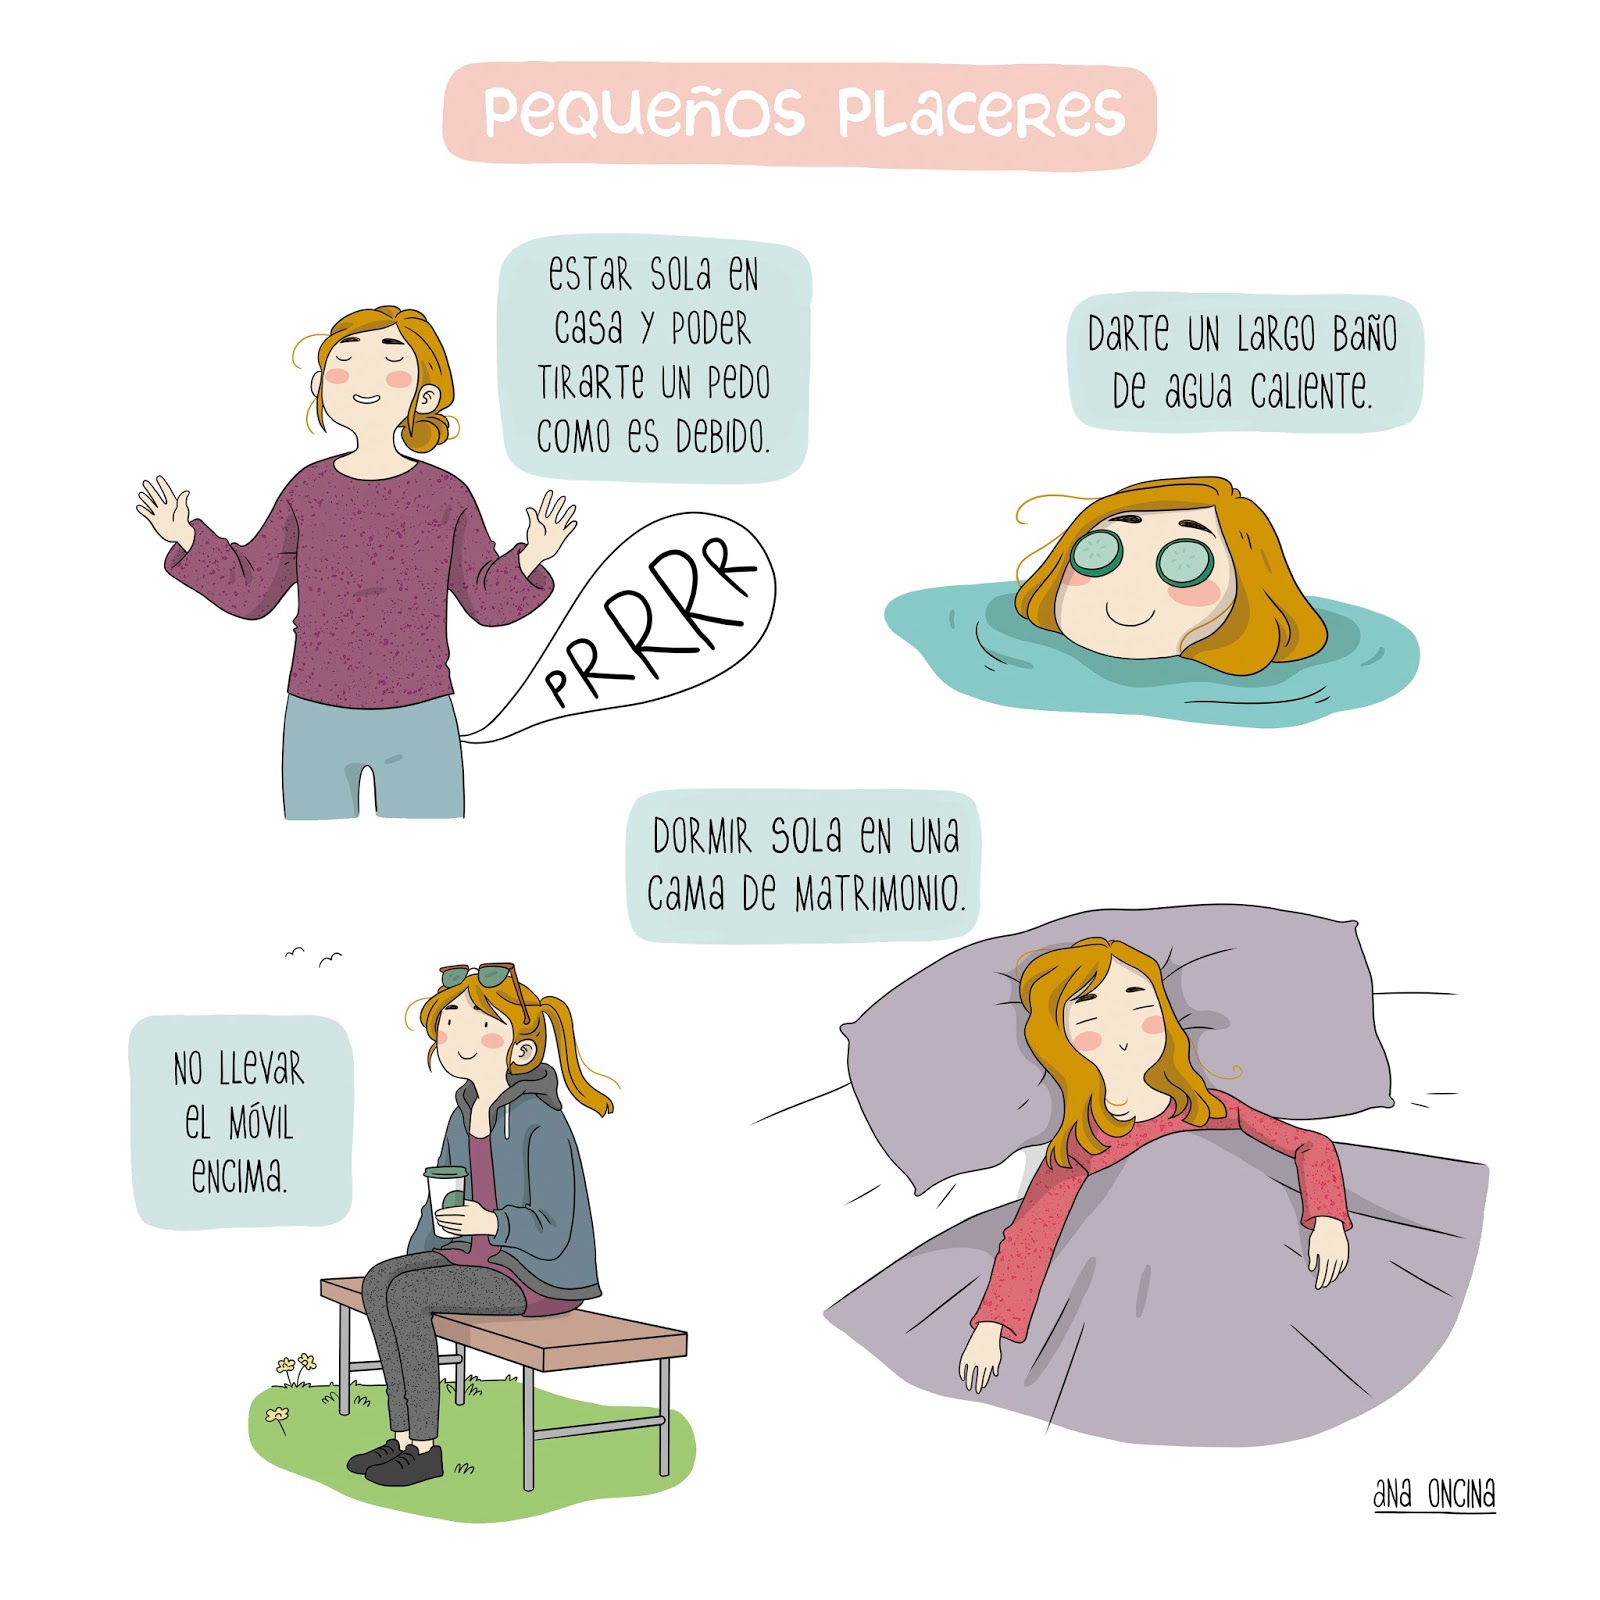 PEQUEÑOS PLACERES
ESTAR SOLA EN
CASA Y PODER
TIRARTE UN PEDO
COMO ES DEBIDO.
PRRRRR
DARTE UN LARGO BAÑO
DE AGUA CALIENTE.
DORMIR SOLA EN UNA
CAMA DE MATRIMONIO.
NO LLEVAR
EL MÓVIL
ENCIMA.
ANA ONCINA